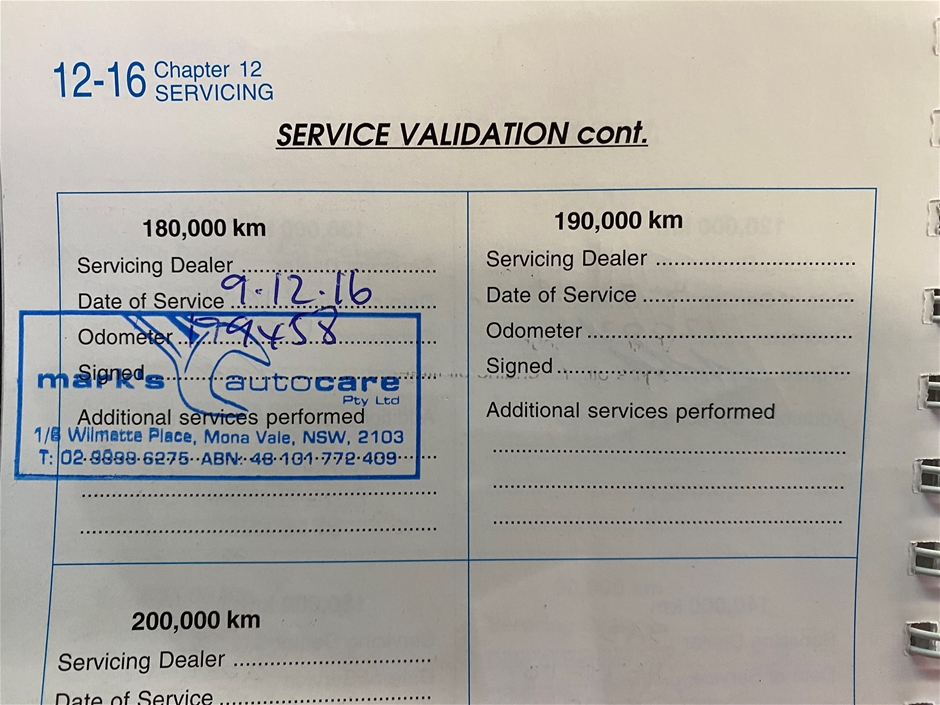 12-16 Chapter 12
SERVICING
SERVICE VALIDATION cont.
180,000 km
Servicing Dealer
Date of Service 9.12.16
Odometer 199458
Signed
mark's autocare
Pty Ltd
Additional services performed
1/6 Wilmette Place, Mona Vale, NSW, 2103
T: 02-9998-6275 ABN: 46-101-772-409
190,000 km
Servicing Dealer
Date of Service
Odometer
Signed
Additional services performed
200,000 km
Servicing Dealer
Date of Service